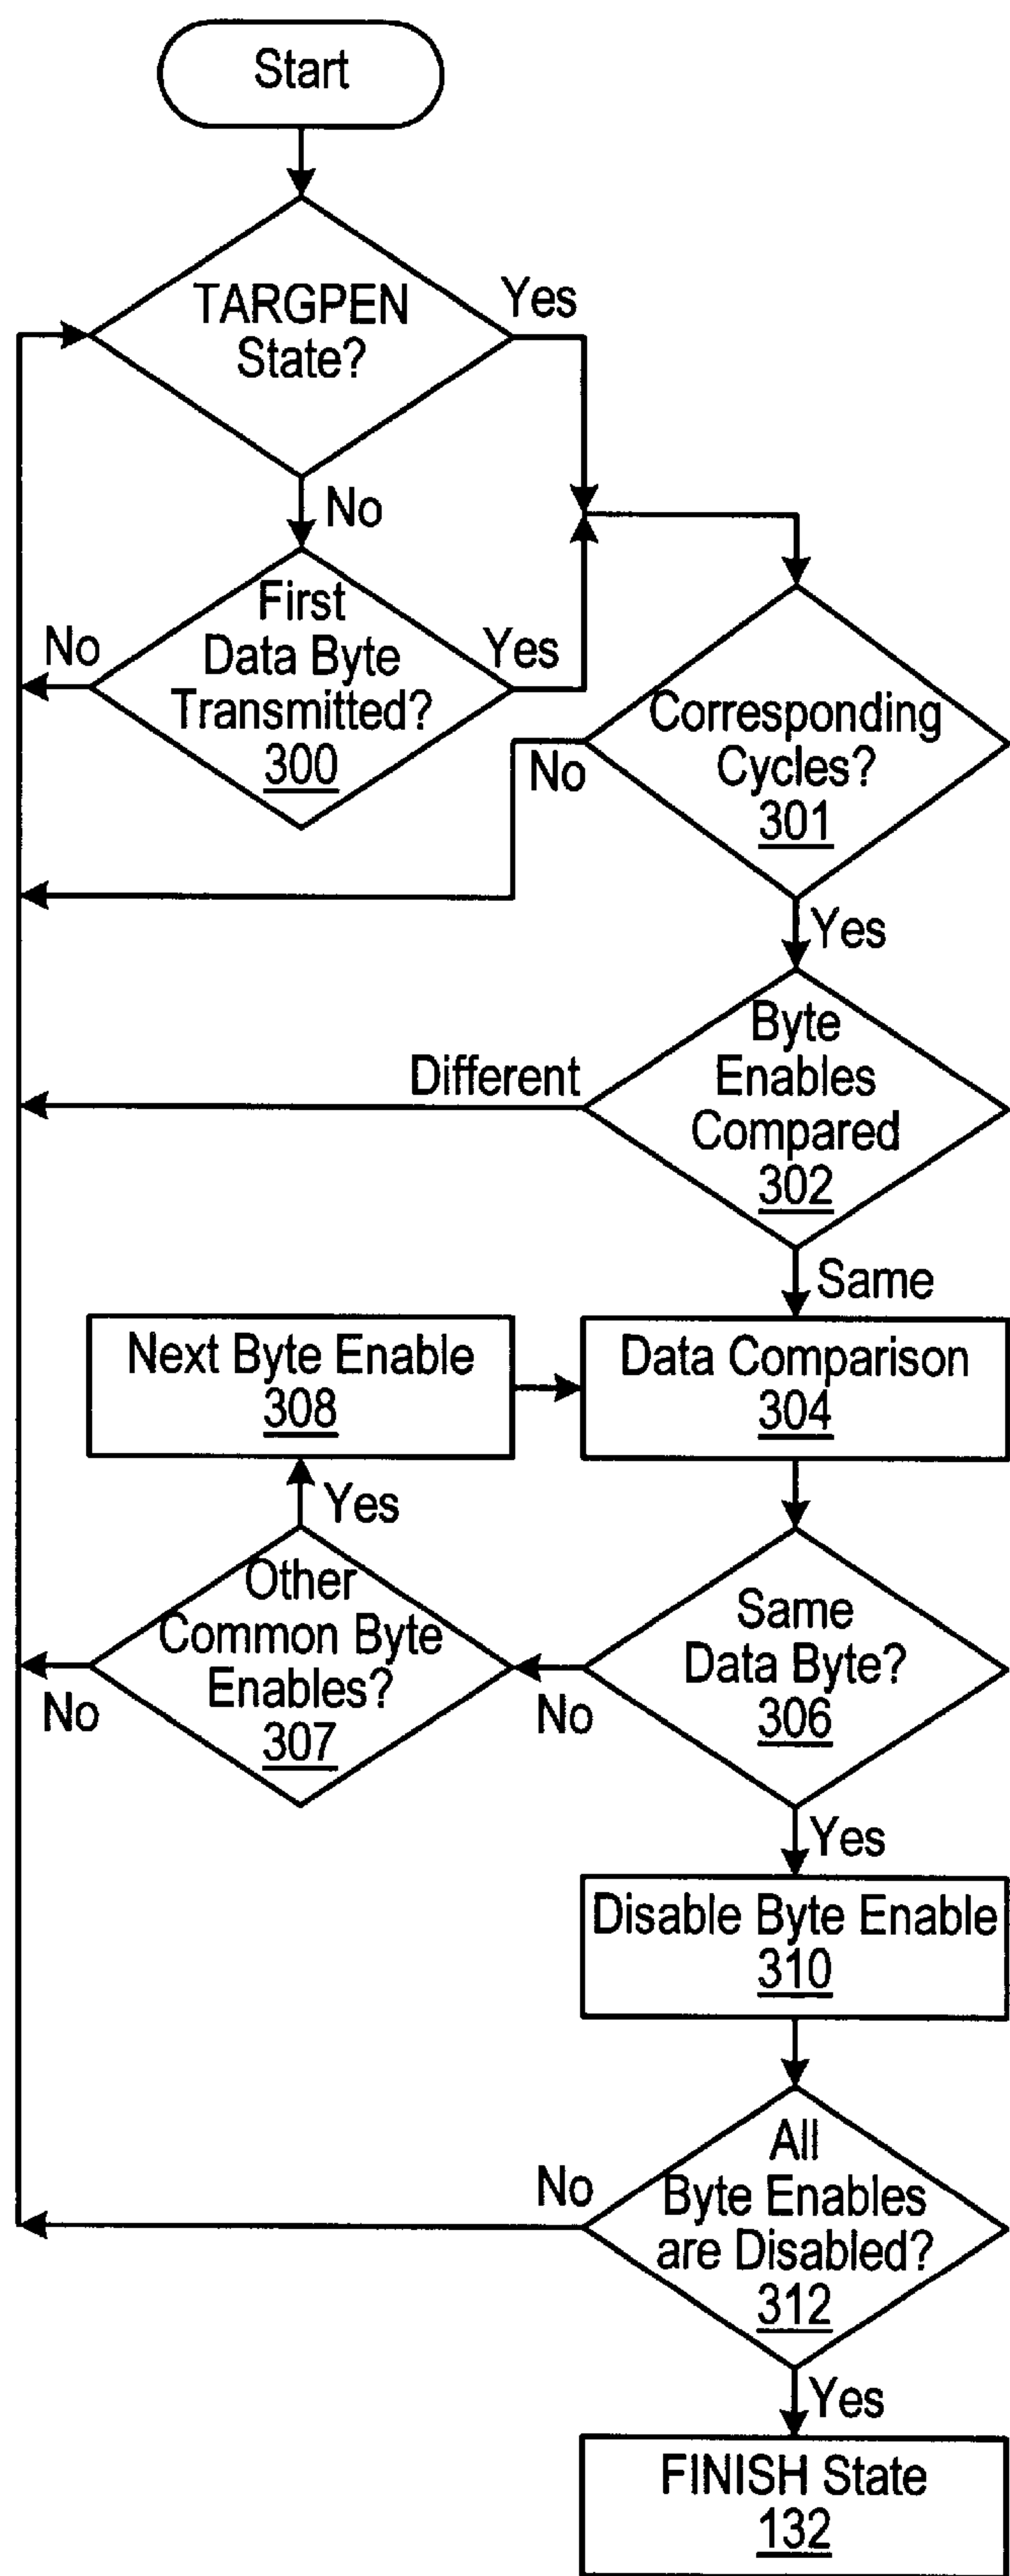 Start
TARGPEN
State?
Yes
No
First
Data Byte
Transmitted?
300
No
Yes
Corresponding
Cycles?
301
No
Yes
Byte
Enables
Compared
302
Different
Same
Next Byte Enable
308
Data Comparison
304
Yes
Other
Common Byte
Enables?
307
No
Same
Data Byte?
306
No
Yes
Disable Byte Enable
310
All
Byte Enables
are Disabled?
312
No
Yes
FINISH State
132